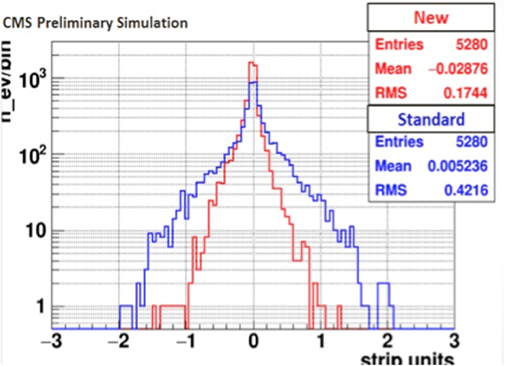 CMS Preliminary Simulation
New
Entries 5280
Mean −0.02876
RMS 0.1744
Standard
Entries 5280
Mean 0.005236
RMS 0.4216
n_ev/bin
10³
10²
10
1
−3 −2 −1 0 1 2 3
strip units